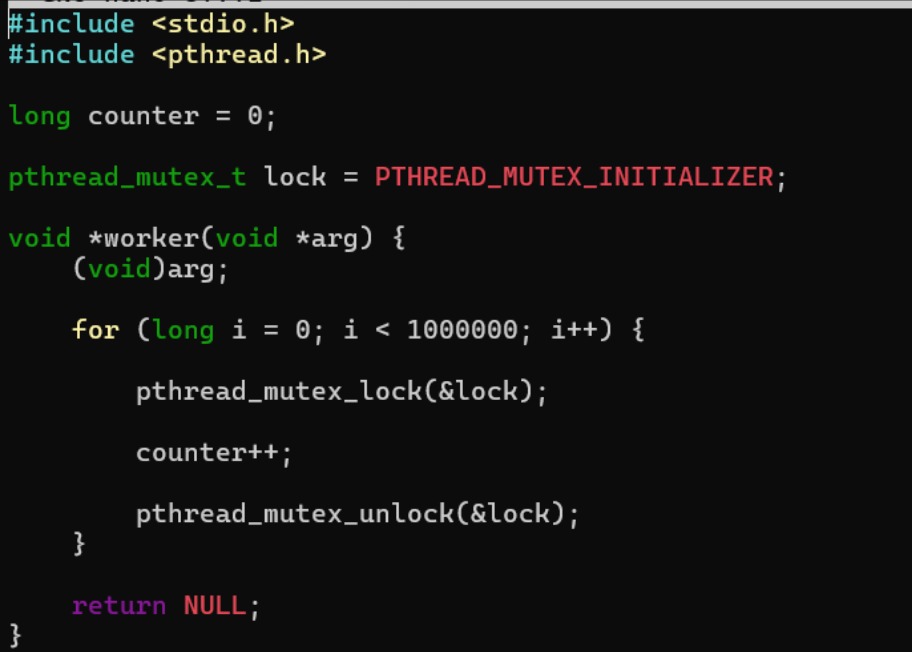 #include <stdio.h>
#include <pthread.h>
long counter = 0;
pthread_mutex_t lock = PTHREAD_MUTEX_INITIALIZER;
void *worker(void *arg) {
    (void)arg;
    for (long i = 0; i < 1000000; i++) {
        pthread_mutex_lock(&lock);
        counter++;
        pthread_mutex_unlock(&lock);
    }
    return NULL;
}